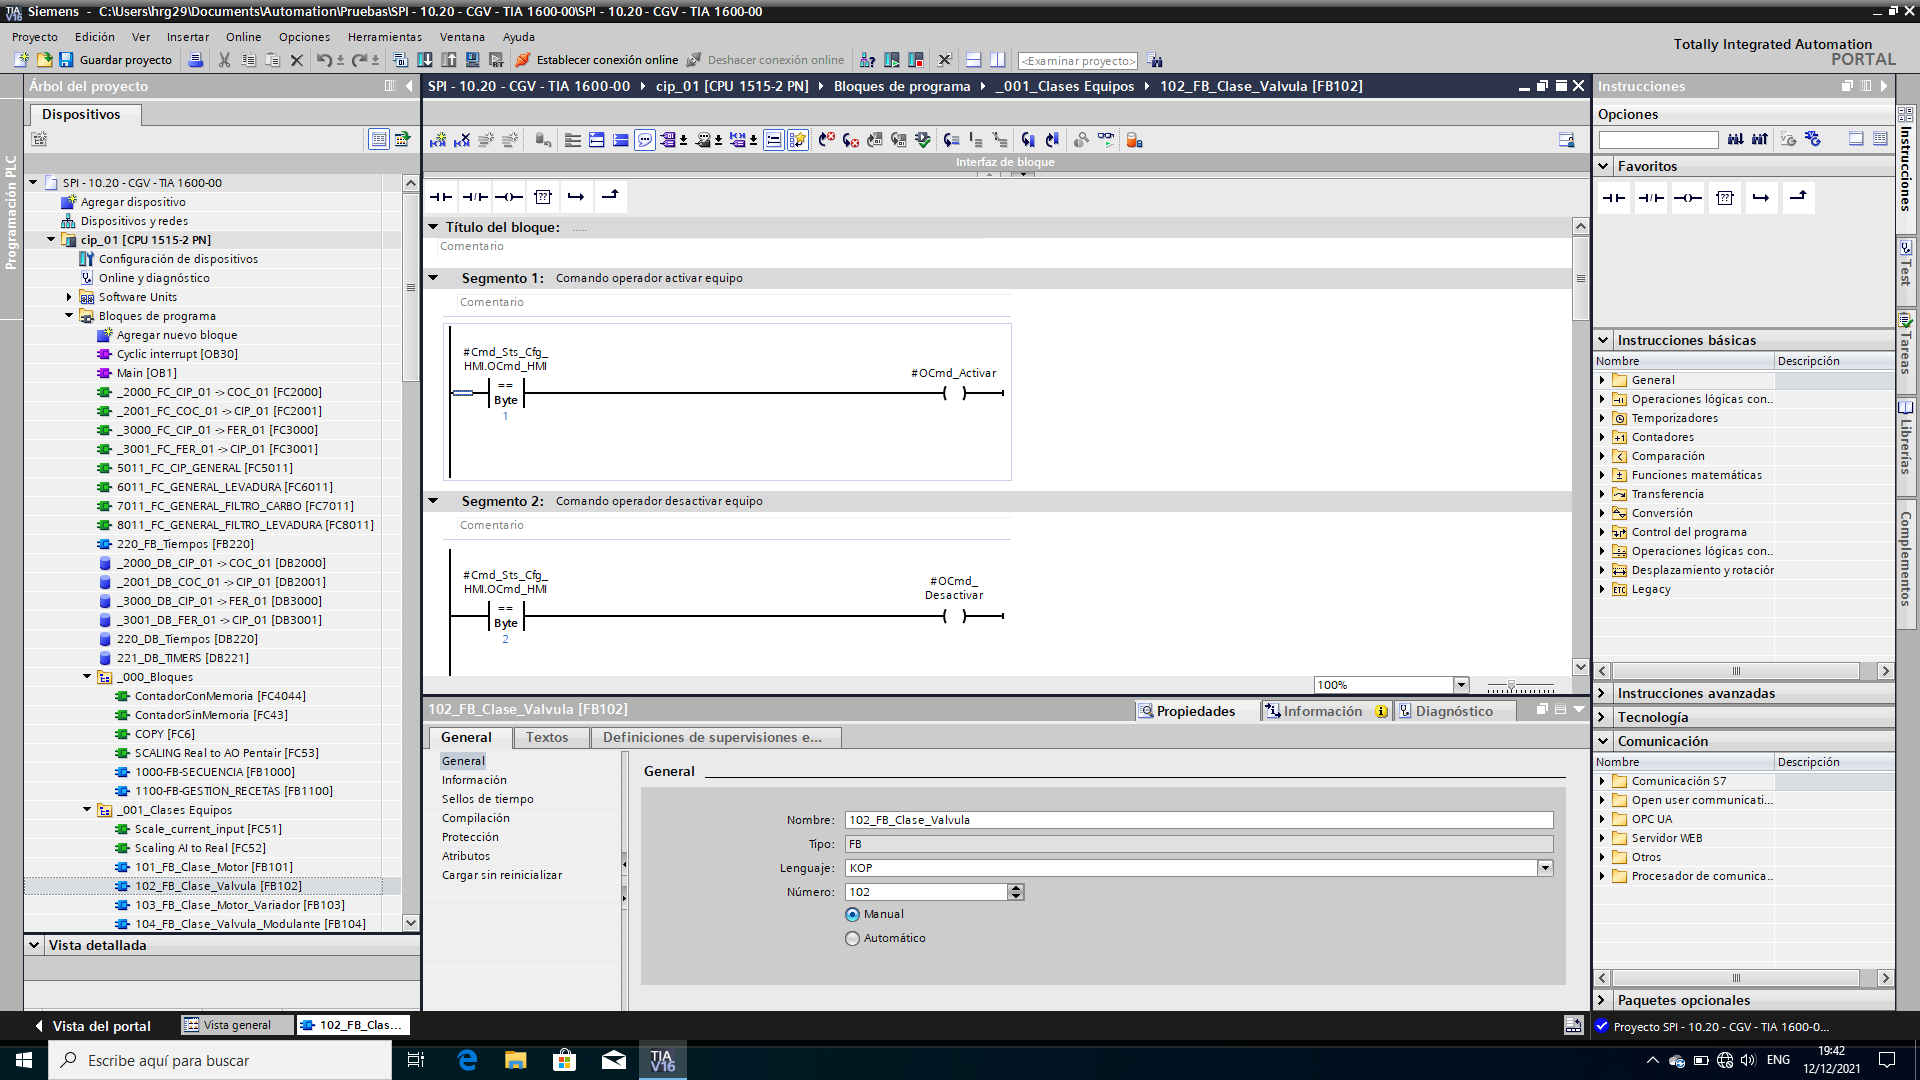 Siemens - C:\Users\hrg29\Documents\Automation\Pruebas\SPI - 10.20 - CGV - TIA 1600-00\SPI - 10.20 - CGV - TIA 1600-00
Proyecto Edición Ver Insertar Online Opciones Herramientas Ventana Ayuda
Guardar proyecto Establecer conexión online Deshacer conexión online <Examinar proyecto>
Totally Integrated Automation
PORTAL
Programación PLC
Árbol del proyecto
Dispositivos
SPI - 10.20 - CGV - TIA 1600-00
Agregar dispositivo
Dispositivos y redes
cip_01 [CPU 1515-2 PN]
Configuración de dispositivos
Online y diagnóstico
Software Units
Bloques de programa
Agregar nuevo bloque
Cyclic interrupt [OB30]
Main [OB1]
_2000_FC_CIP_01 -> COC_01 [FC2000]
_2001_FC_COC_01 -> CIP_01 [FC2001]
_3000_FC_CIP_01 -> FER_01 [FC3000]
_3001_FC_FER_01 -> CIP_01 [FC3001]
5011_FC_CIP_GENERAL [FC5011]
6011_FC_GENERAL_LEVADURA [FC6011]
7011_FC_GENERAL_FILTRO_CARBO [FC7011]
8011_FC_GENERAL_FILTRO_LEVADURA [FC8011]
220_FB_Tiempos [FB220]
_2000_DB_CIP_01 -> COC_01 [DB2000]
_2001_DB_COC_01 -> CIP_01 [DB2001]
_3000_DB_CIP_01 -> FER_01 [DB3000]
_3001_DB_FER_01 -> CIP_01 [DB3001]
220_DB_Tiempos [DB220]
221_DB_TIMERS [DB221]
_000_Bloques
ContadorConMemoria [FC4044]
ContadorSinMemoria [FC43]
COPY [FC6]
SCALING Real to AO Pentair [FC53]
1000-FB-SECUENCIA [FB1000]
1100-FB-GESTION_RECETAS [FB1100]
_001_Clases Equipos
Scale_current_input [FC51]
Scaling AI to Real [FC52]
101_FB_Clase_Motor [FB101]
102_FB_Clase_Valvula [FB102]
103_FB_Clase_Motor_Variador [FB103]
104_FB_Clase_Valvula_Modulante [FB104]
Vista detallada
SPI - 10.20 - CGV - TIA 1600-00 cip_01 [CPU 1515-2 PN] Bloques de programa _001_Clases Equipos 102_FB_Clase_Valvula [FB102]
Interfaz de bloque
Título del bloque: .....
Comentario
Segmento 1: Comando operador activar equipo
Comentario
#Cmd_Sts_Cfg_
HMI.OCmd_HMI
#OCmd_Activar
==
Byte
1
Segmento 2: Comando operador desactivar equipo
Comentario
#Cmd_Sts_Cfg_
HMI.OCmd_HMI
#OCmd_
Desactivar
==
Byte
2
100%
102_FB_Clase_Valvula [FB102]
Propiedades Información Diagnóstico
General Textos Definiciones de supervisiones e...
General
Información
Sellos de tiempo
Compilación
Protección
Atributos
Cargar sin reinicializar
General
Nombre: 102_FB_Clase_Valvula
Tipo: FB
Lenguaje: KOP
Número: 102
Manual
Automático
Instrucciones
Opciones
Favoritos
Instrucciones básicas
Nombre Descripción
General
Operaciones lógicas con..
Temporizadores
Contadores
Comparación
Funciones matemáticas
Transferencia
Conversión
Control del programa
Operaciones lógicas con..
Desplazamiento y rotación
Legacy
Instrucciones avanzadas
Tecnología
Comunicación
Nombre Descripción
Comunicación S7
Open user communicati...
OPC UA
Servidor WEB
Otros
Procesador de comunica..
Paquetes opcionales
Instrucciones
Test
Tareas
Librerías
Complementos
Vista del portal Vista general 102_FB_Clas...
Proyecto SPI - 10.20 - CGV - TIA 1600-0...
Escribe aquí para buscar
TIA
V16
ENG
19:42
12/12/2021